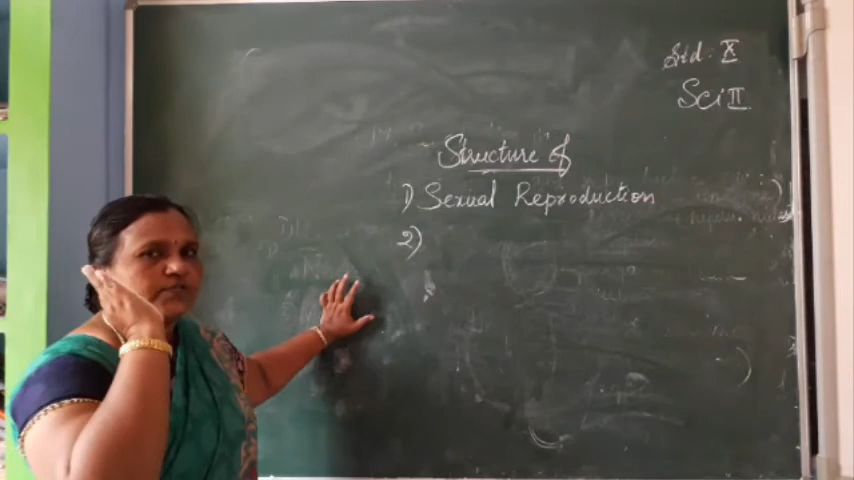 Std: X
Sci II
Structure of
1) Sexual Reproduction
2)